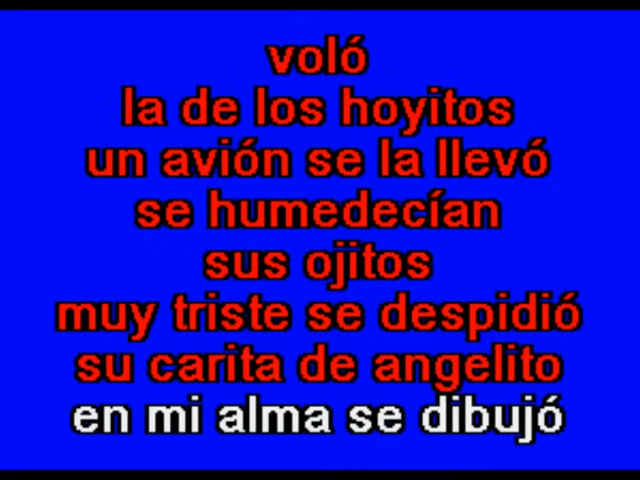 voló
la de los hoyitos
un avión se la llevó
se humedecían
sus ojitos
muy triste se despidió
su carita de angelito
en mi alma se dibujó